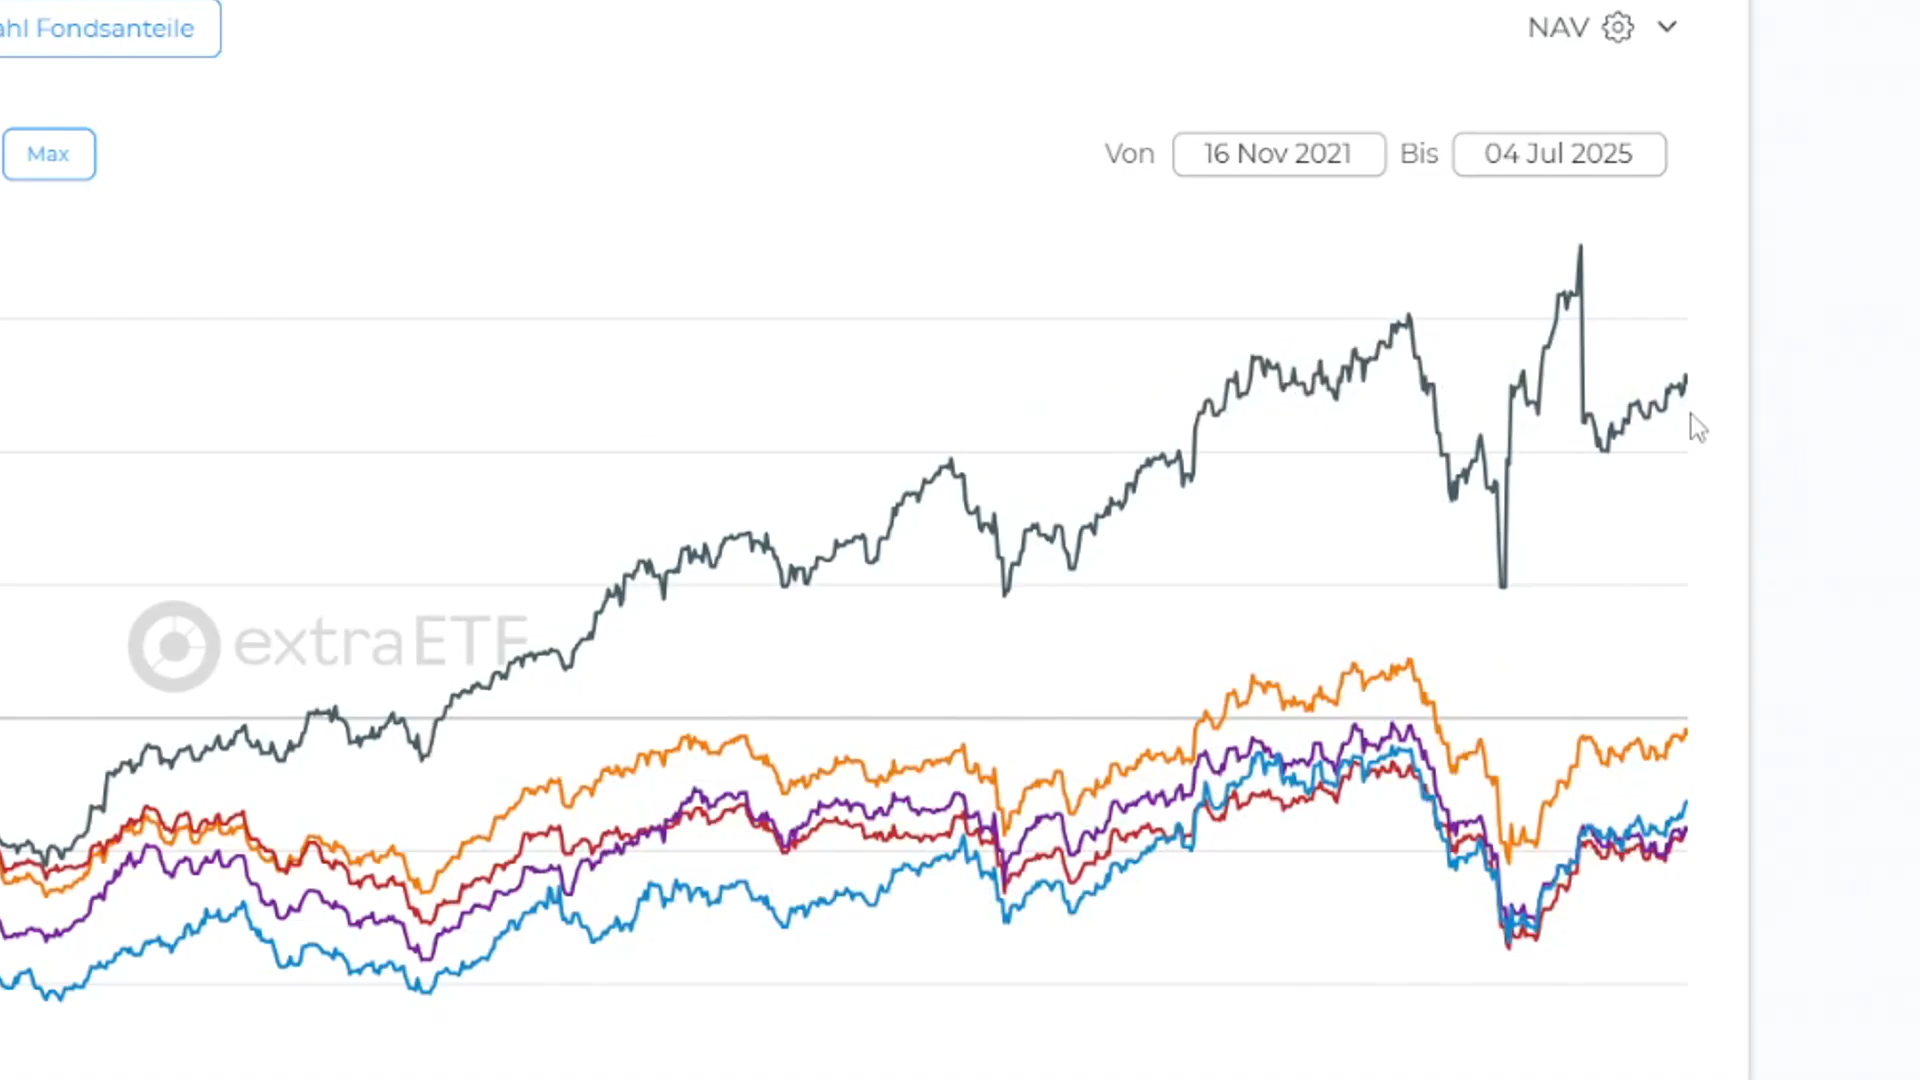 ahl Fondsanteile
NAV
Max
Von 16 Nov 2021 Bis 04 Jul 2025
extraETF